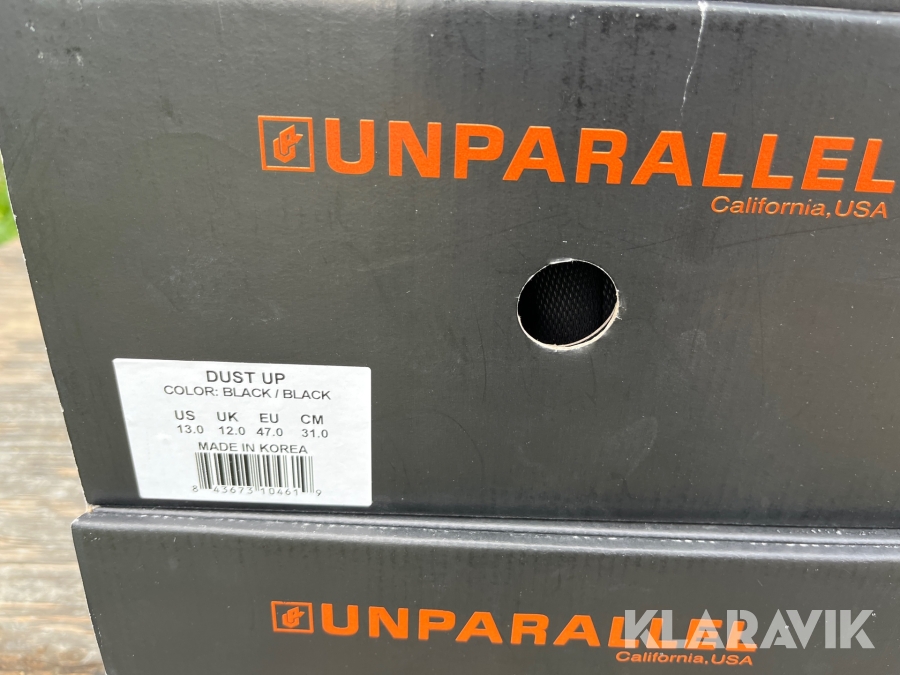 UNPARALLEL
California, USA
DUST UP
COLOR: BLACK / BLACK
US UK EU CM
13.0 12.0 47.0 31.0
MADE IN KOREA
8 43673 10461 9
UNPARALLEL
California, USA
KLARAVIK